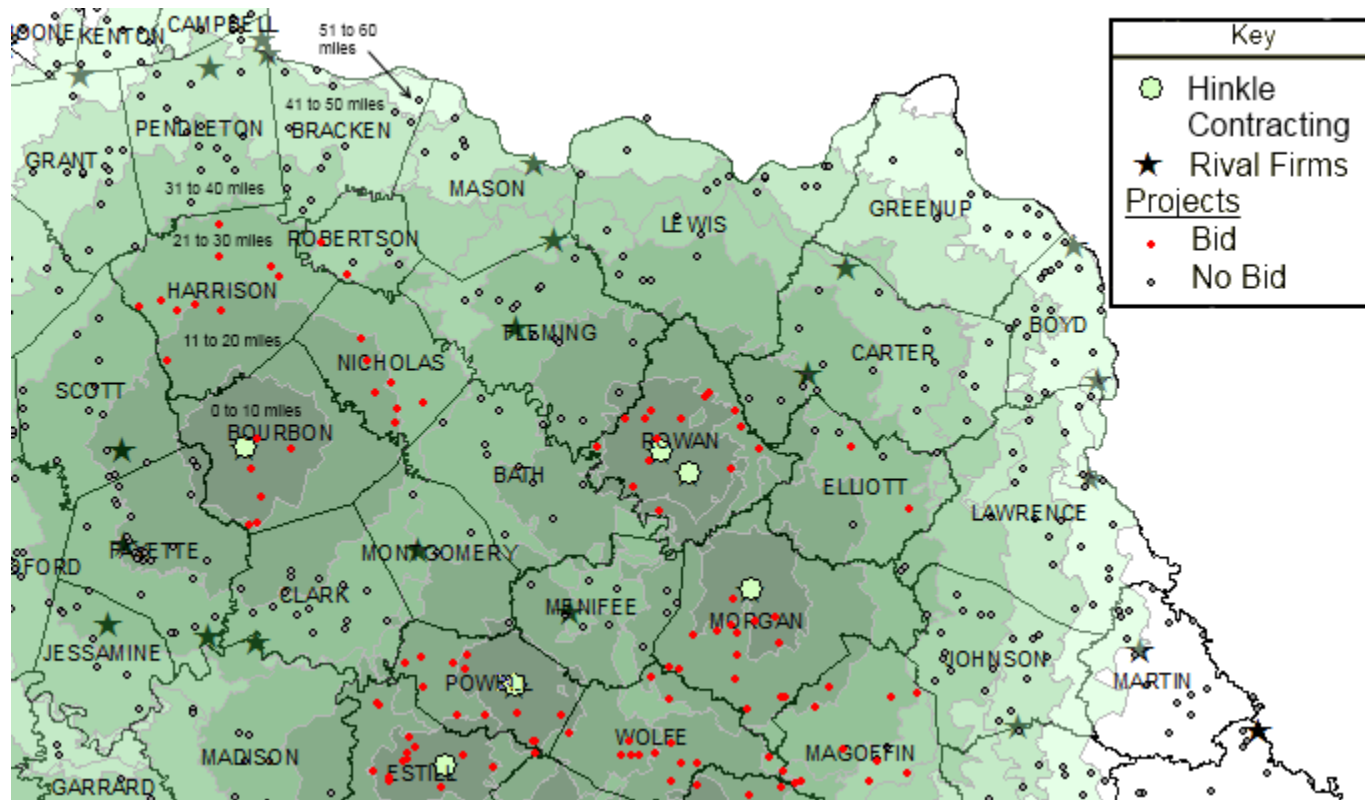 OONE
KENTON
CAMPBELL
51 to 60
miles
Key
Hinkle
Contracting
Rival Firms
Projects
Bid
No Bid
41 to 50 miles
BRACKEN
PENDLETON
GRANT
MASON
31 to 40 miles
GREENUP
LEWIS
21 to 30 miles
ROBERTSON
HARRISON
BOYD
FLEMING
11 to 20 miles
NICHOLAS
CARTER
SCOTT
0 to 10 miles
BOURBON
ROWAN
BATH
ELLIOTT
LAWRENCE
FAYETTE
MONTGOMERY
DFORD
CLARK
MENIFEE
MORGAN
JESSAMINE
JOHNSON
MARTIN
POWELL
WOLFE
MADISON
MAGOFFIN
ESTILL
GARRARD